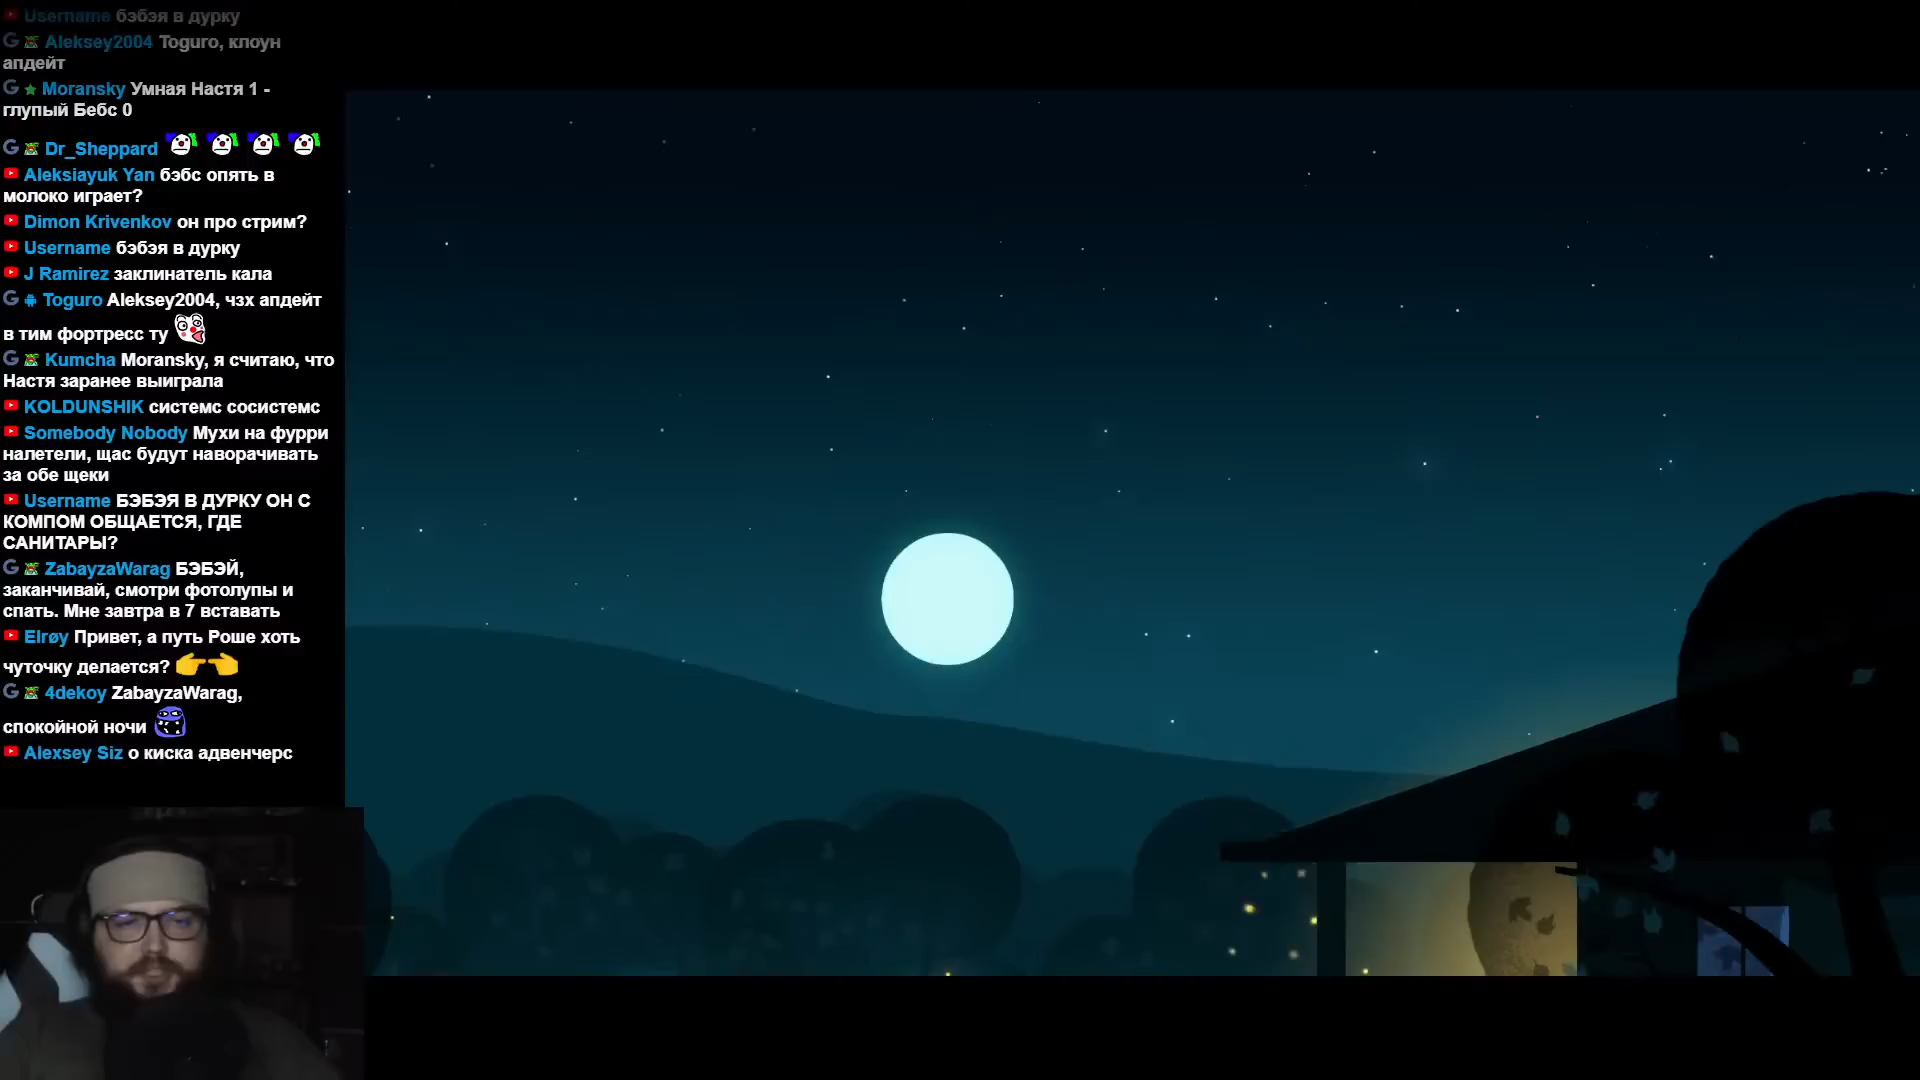 Username бэбэя в дурку
Aleksey2004 Toguro, клоун
апдейт
Moransky Умная Настя 1 -
глупый Бебс 0
Dr_Sheppard
Aleksiayuk Yan бэбс опять в
молоко играет?
Dimon Krivenkov он про стрим?
Username бэбэя в дурку
J Ramirez заклинатель кала
Toguro Aleksey2004, чзх апдейт
в тим фортресс ту
Kumcha Moransky, я считаю, что
Настя заранее выиграла
KOLDUNSHIK системс сосистемс
Somebody Nobody Мухи на фурри
налетели, щас будут наворачивать
за обе щеки
Username БЭБЭЯ В ДУРКУ ОН С
КОМПОМ ОБЩАЕТСЯ, ГДЕ
САНИТАРЫ?
ZabayzaWarag БЭБЭЙ,
заканчивай, смотри фотолупы и
спать. Мне завтра в 7 вставать
Elrøy Привет, а путь Роше хоть
чуточку делается?
4dekoy ZabayzaWarag,
спокойной ночи
Alexsey Siz о киска адвенчерс